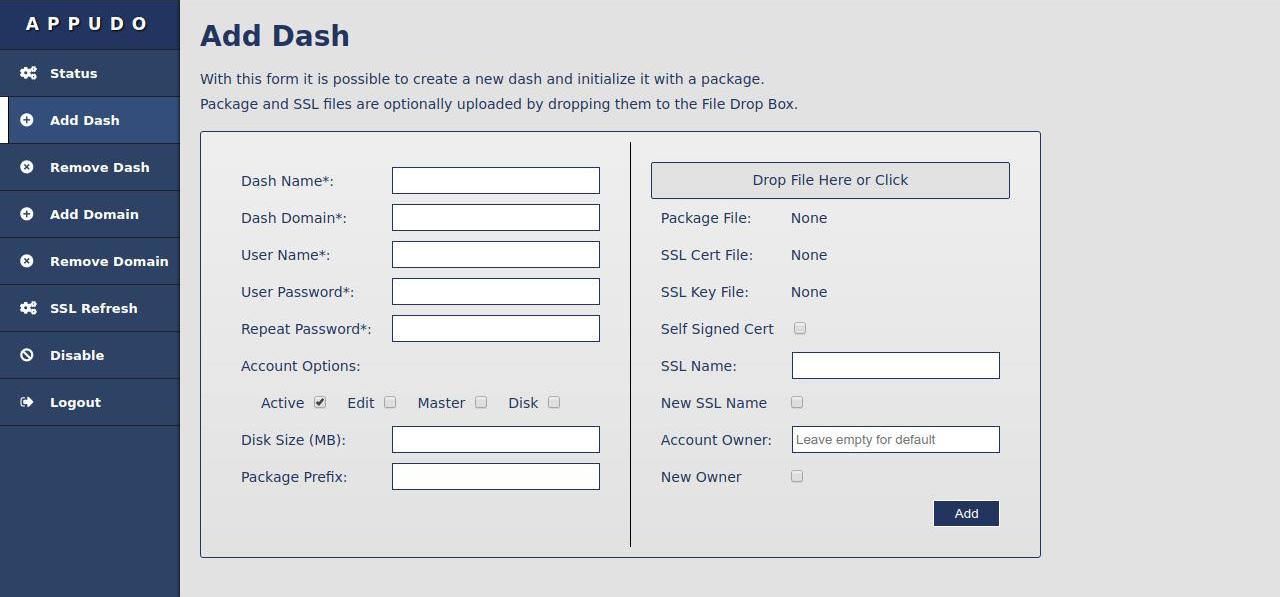 APPUDO
Status
Add Dash
Remove Dash
Add Domain
Remove Domain
SSL Refresh
Disable
Logout
Add Dash
With this form it is possible to create a new dash and initialize it with a package.
Package and SSL files are optionally uploaded by dropping them to the File Drop Box.
Dash Name*:
Dash Domain*:
User Name*:
User Password*:
Repeat Password*:
Account Options:
Active Edit Master Disk
Disk Size (MB):
Package Prefix:
Drop File Here or Click
Package File: None
SSL Cert File: None
SSL Key File: None
Self Signed Cert
SSL Name:
New SSL Name
Account Owner: Leave empty for default
New Owner
Add